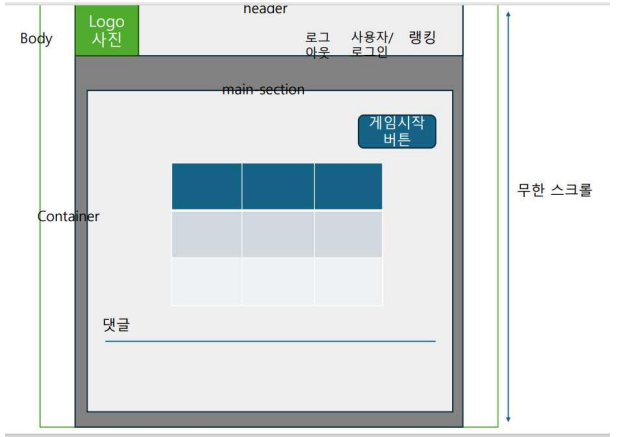 header
Logo
사진
Body
로그
아웃
사용자/
로그인
랭킹
main-section
게임시작
버튼
무한 스크롤
Container
댓글